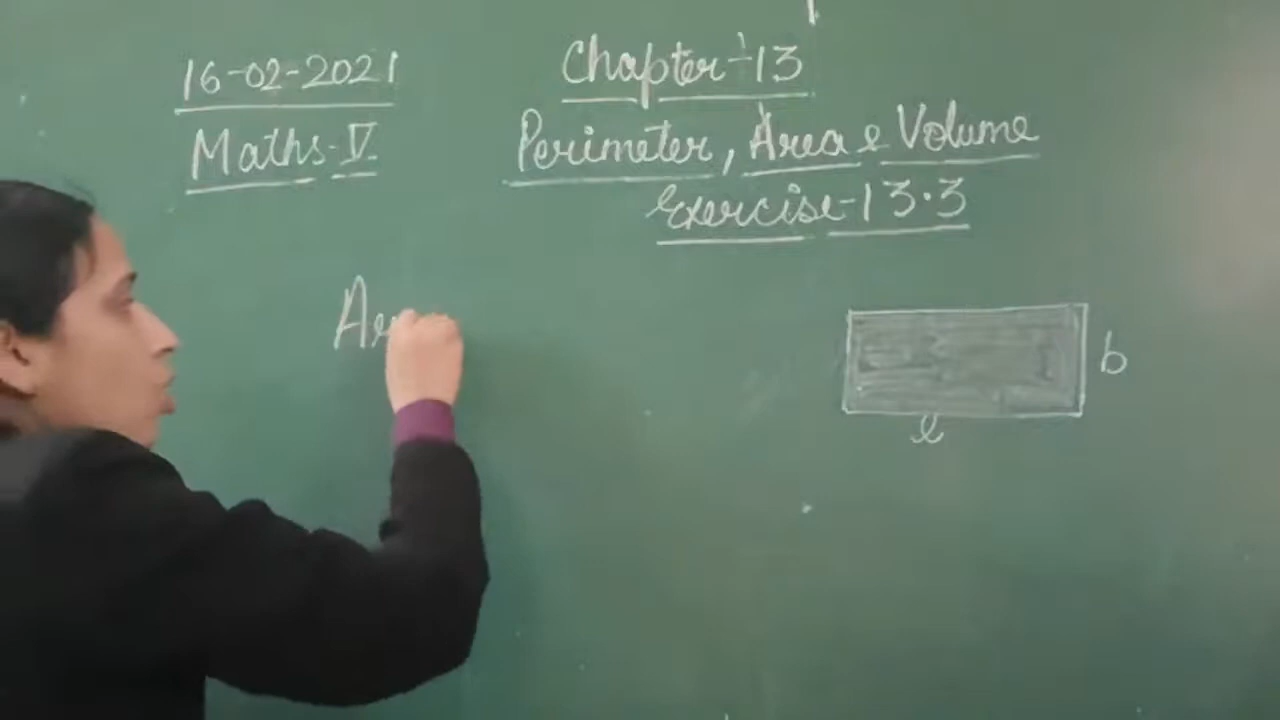 16-02-2021
Maths-V
Chapter-13
Perimeter, Area & Volume
Exercise-13.3
b
l